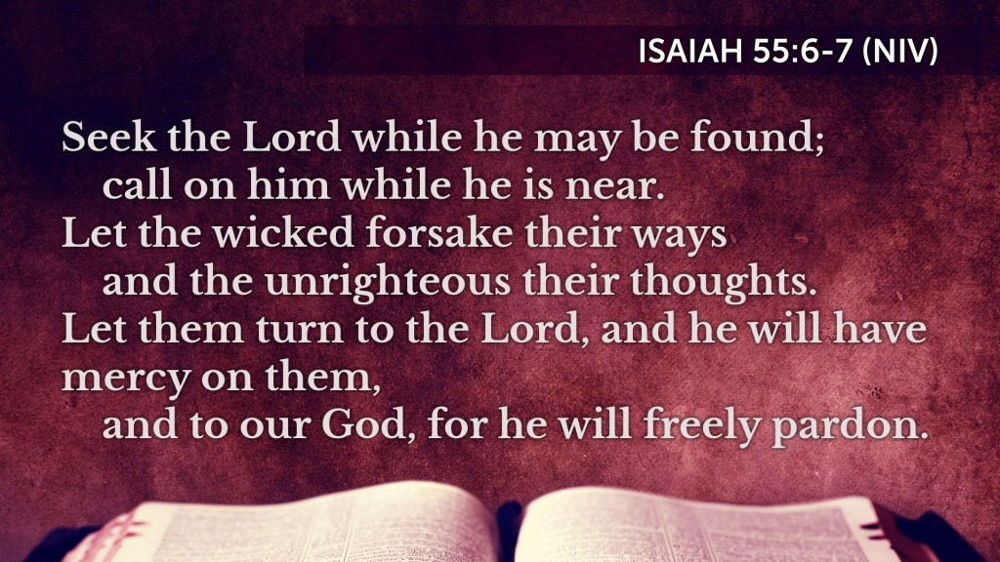 ISAIAH 55:6-7 (NIV)
Seek the Lord while he may be found;
call on him while he is near.
Let the wicked forsake their ways
and the unrighteous their thoughts.
Let them turn to the Lord, and he will have
mercy on them,
and to our God, for he will freely pardon.